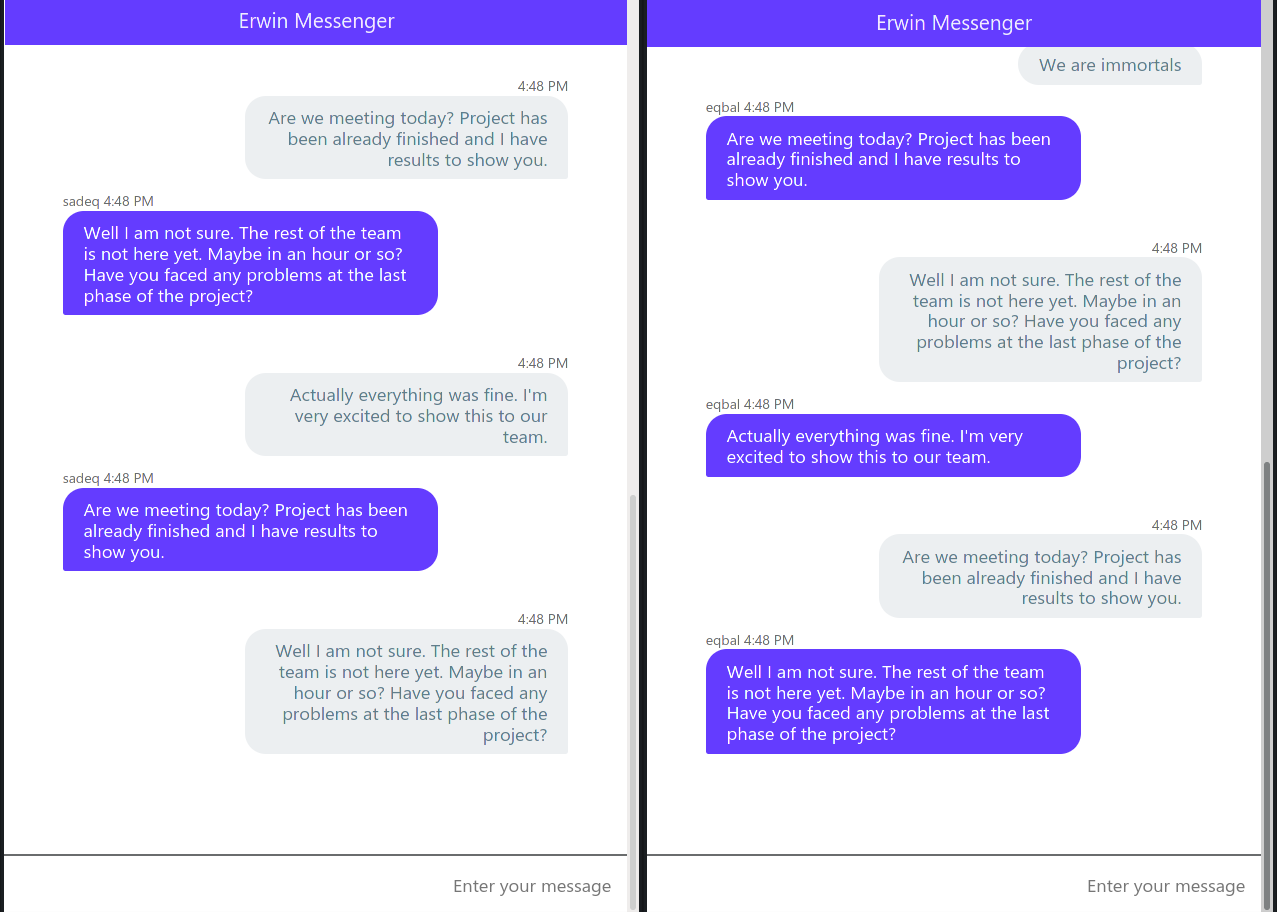 Erwin Messenger
4:48 PM
Are we meeting today? Project has
been already finished and I have
results to show you.
sadeq 4:48 PM
Well I am not sure. The rest of the team
is not here yet. Maybe in an hour or so?
Have you faced any problems at the last
phase of the project?
4:48 PM
Actually everything was fine. I'm
very excited to show this to our
team.
sadeq 4:48 PM
Are we meeting today? Project has been
already finished and I have results to
show you.
4:48 PM
Well I am not sure. The rest of the
team is not here yet. Maybe in an
hour or so? Have you faced any
problems at the last phase of the
project?
Enter your message
Erwin Messenger
We are immortals
eqbal 4:48 PM
Are we meeting today? Project has been
already finished and I have results to
show you.
4:48 PM
Well I am not sure. The rest of the
team is not here yet. Maybe in an
hour or so? Have you faced any
problems at the last phase of the
project?
eqbal 4:48 PM
Actually everything was fine. I'm very
excited to show this to our team.
4:48 PM
Are we meeting today? Project has
been already finished and I have
results to show you.
eqbal 4:48 PM
Well I am not sure. The rest of the team
is not here yet. Maybe in an hour or so?
Have you faced any problems at the last
phase of the project?
Enter your message